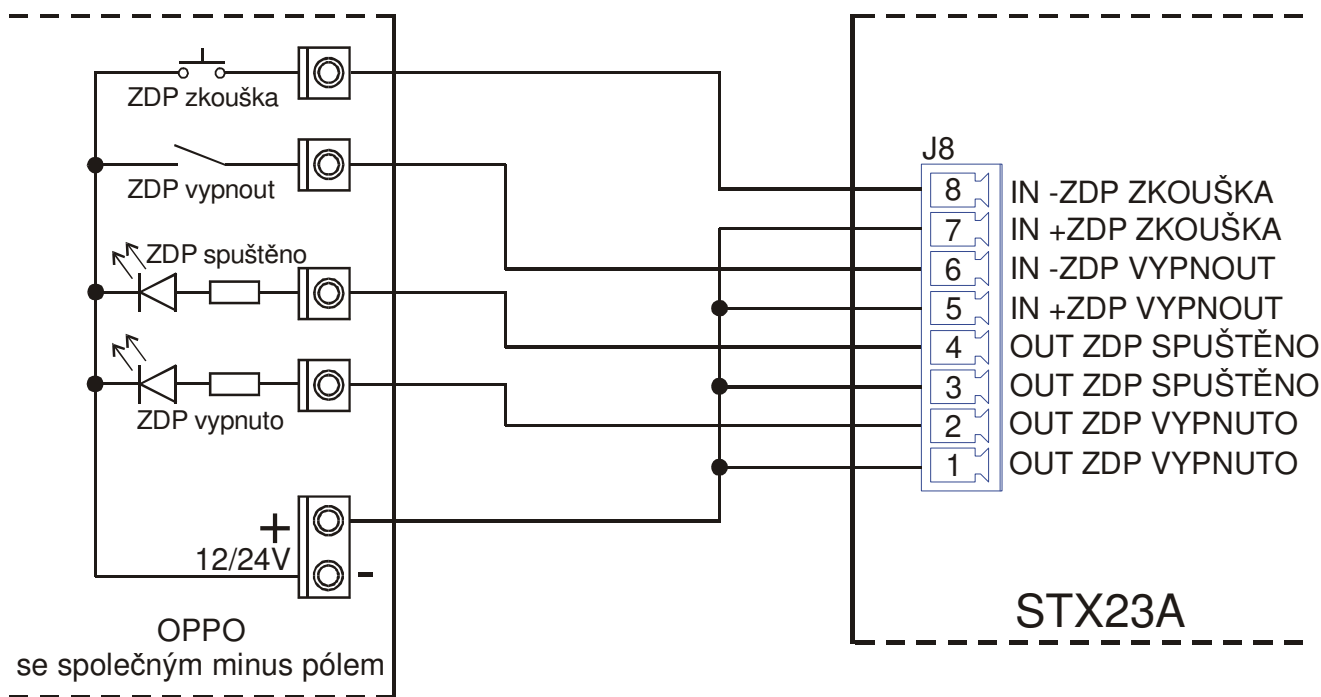 ZDP zkouška
ZDP vypnout
ZDP spuštěno
ZDP vypnuto
+
12/24V
-
OPPO
se společným minus pólem
J8
8 IN -ZDP ZKOUŠKA
7 IN +ZDP ZKOUŠKA
6 IN -ZDP VYPNOUT
5 IN +ZDP VYPNOUT
4 OUT ZDP SPUŠTĚNO
3 OUT ZDP SPUŠTĚNO
2 OUT ZDP VYPNUTO
1 OUT ZDP VYPNUTO
STX23A